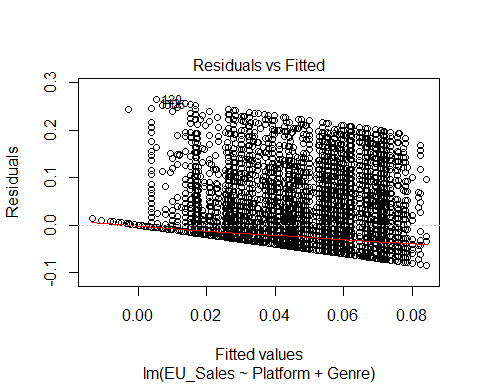 Residuals vs Fitted
Residuals
0.3
0.2
0.1
0.0
-0.1
0.00
0.02
0.04
0.06
0.08
Fitted values
lm(EU_Sales ~ Platform + Genre)